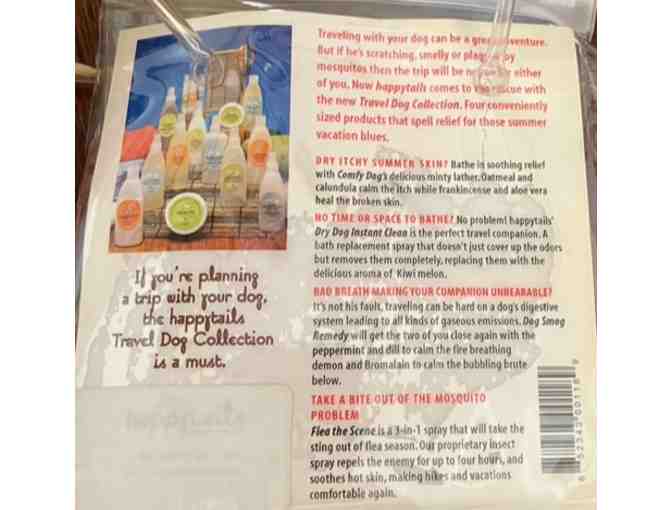 Traveling with your dog can be a great adventure.
But if he's scratching, smelly or plagued by
mosquitos then the trip will be no fun for either
of you. Now happytails comes to the rescue with
the new Travel Dog Collection. Four conveniently
sized products that spell relief for those summer
vacation blues.
DRY ITCHY SUMMER SKIN? Bathe in soothing relief
with Comfy Dog's delicious minty lather. Oatmeal and
calundula calm the itch while frankincense and aloe vera
heal the broken skin.
NO TIME OR SPACE TO BATHE? No problem! happytails'
Dry Dog Instant Clean is the perfect travel companion. A
bath replacement spray that doesn't just cover up the odors
but removes them completely, replacing them with the
delicious aroma of Kiwi melon.
BAD BREATH MAKING YOUR COMPANION UNBEARABLE?
It's not his fault, traveling can be hard on a dog's digestive
system leading to all kinds of gaseous emissions. Dog Smog
Remedy will get the two of you close again with the
peppermint and dill to calm the fire breathing
demon and Bromalain to calm the bubbling brute
below.
TAKE A BITE OUT OF THE MOSQUITO
PROBLEM
Flea the Scene is a 3-in-1 spray that will take the
sting out of flea season. Our proprietary insect
spray repels the enemy for up to four hours, and
soothes hot skin, making hikes and vacations
comfortable again.
If you're planning
a trip with your dog,
the happytails
Travel Dog Collection
is a must.
happytails